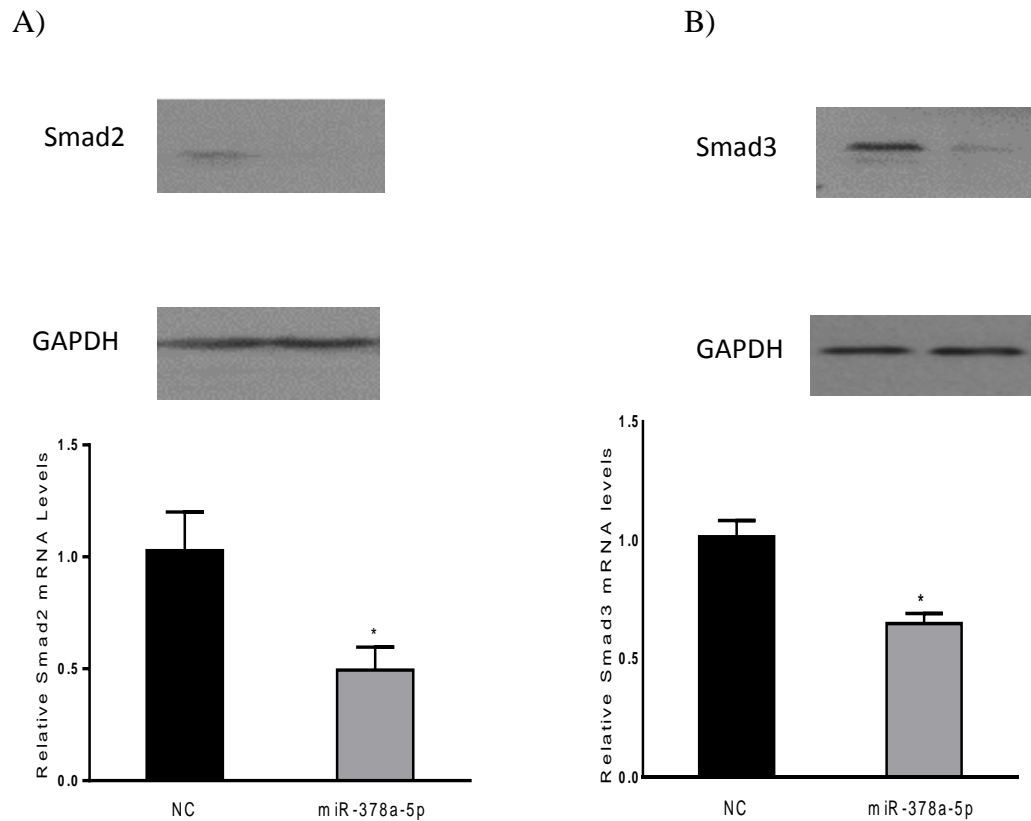 A)
Smad2
GAPDH
Relative Smad2 mRNA Levels
1.5
1.0
0.5
0.0
*
NC
miR-378a-5p
B)
Smad3
GAPDH
Relative Smad3 mRNA levels
1.5
1.0
0.5
0.0
*
NC
miR-378a-5p